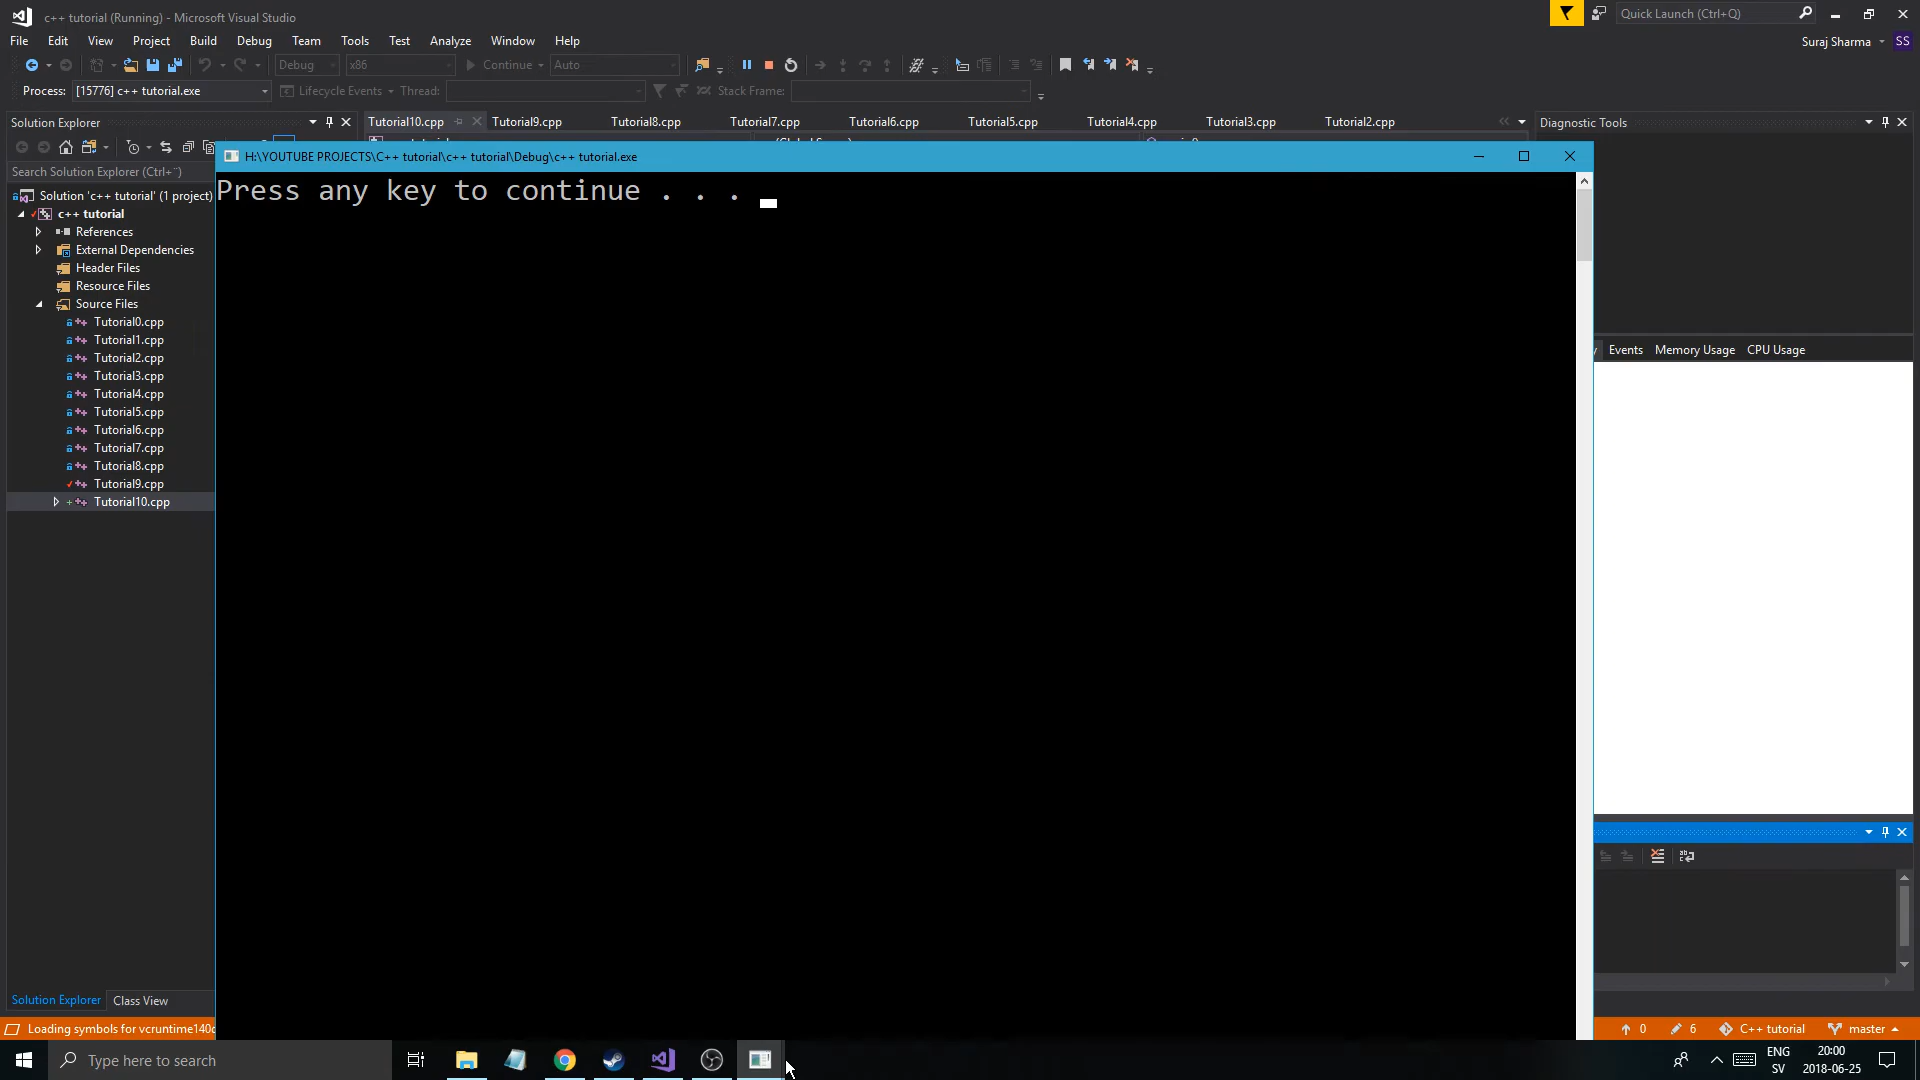 c++ tutorial (Running) - Microsoft Visual Studio
Quick Launch (Ctrl+Q)
File Edit View Project Build Debug Team Tools Test Analyze Window Help
Suraj Sharma SS
Debug x86 Continue Auto
Process: [15776] c++ tutorial.exe Lifecycle Events Thread: Stack Frame:
Solution Explorer
Tutorial10.cpp Tutorial9.cpp Tutorial8.cpp Tutorial7.cpp Tutorial6.cpp Tutorial5.cpp Tutorial4.cpp Tutorial3.cpp Tutorial2.cpp
Diagnostic Tools
H:\YOUTUBE PROJECTS\C++ tutorial\c++ tutorial\Debug\c++ tutorial.exe
Search Solution Explorer (Ctrl+¨)
Press any key to continue . . .
Solution 'c++ tutorial' (1 project)
c++ tutorial
References
External Dependencies
Header Files
Resource Files
Source Files
Tutorial0.cpp
Tutorial1.cpp
Tutorial2.cpp
Tutorial3.cpp
Tutorial4.cpp
Tutorial5.cpp
Tutorial6.cpp
Tutorial7.cpp
Tutorial8.cpp
Tutorial9.cpp
Tutorial10.cpp
Events Memory Usage CPU Usage
Solution Explorer Class View
Loading symbols for vcruntime140
0 6 C++ tutorial master
Type here to search
ENG
SV
20:00
2018-06-25